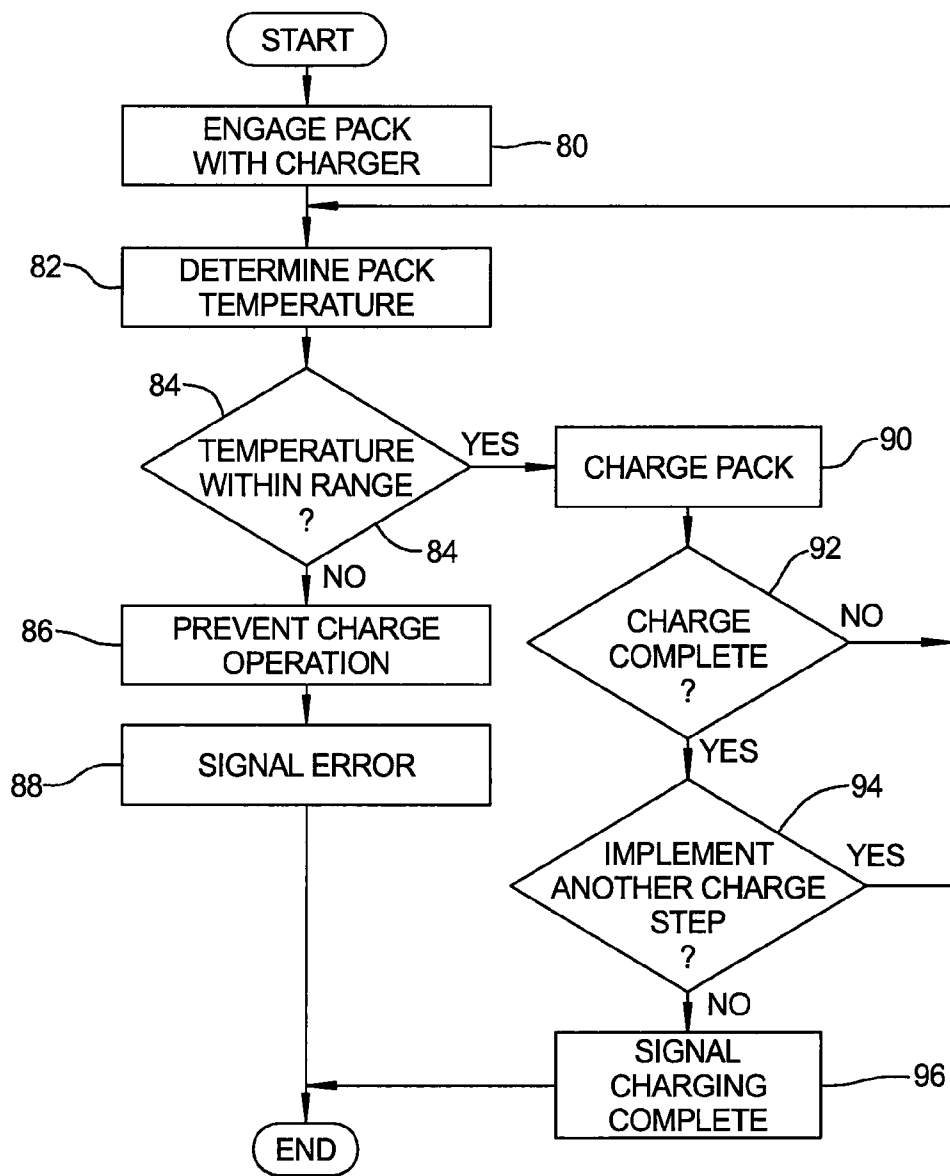 START
ENGAGE PACK
WITH CHARGER
80
82
DETERMINE PACK
TEMPERATURE
84
TEMPERATURE
WITHIN RANGE
?
84
YES
NO
CHARGE PACK
90
92
CHARGE
COMPLETE
?
NO
YES
86
PREVENT CHARGE
OPERATION
88
SIGNAL ERROR
94
IMPLEMENT
ANOTHER CHARGE
STEP
?
YES
NO
SIGNAL
CHARGING
COMPLETE
96
END